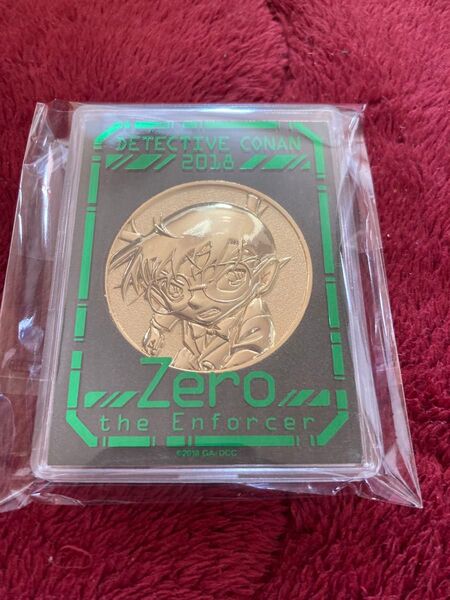 DETECTIVE CONAN
2018
Zero
the Enforcer
©2018 GA/DCC